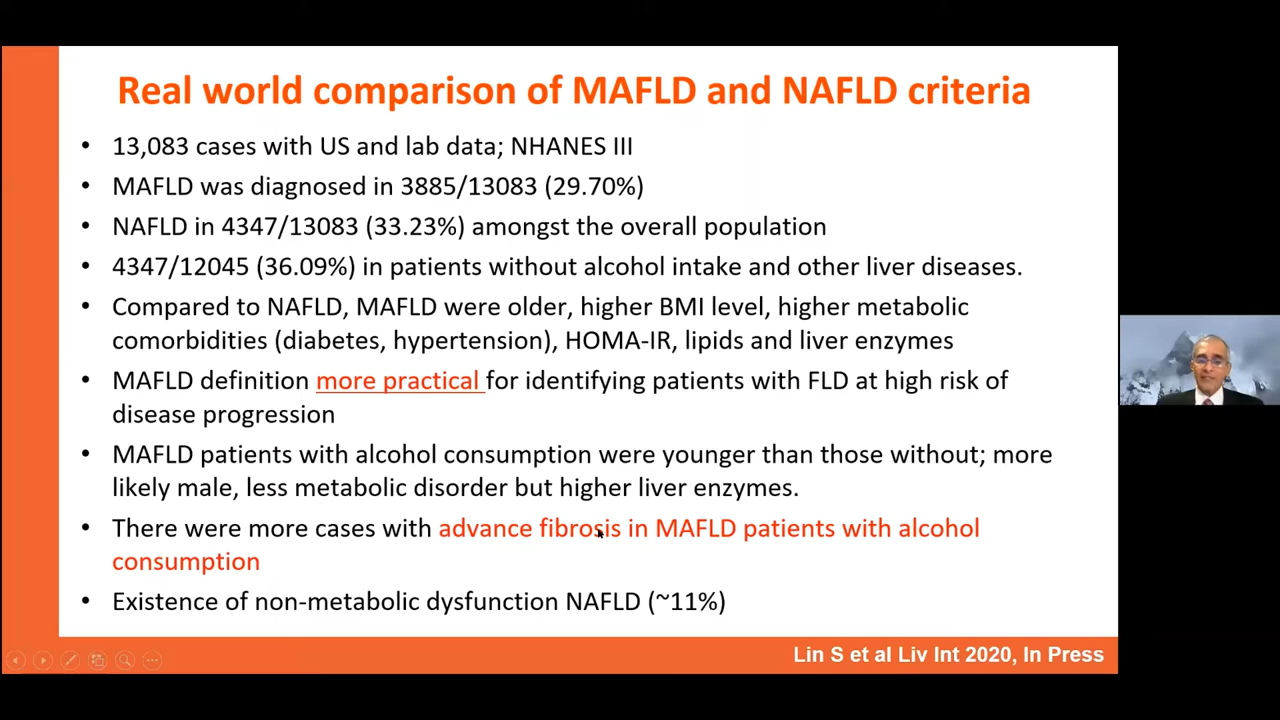 Real world comparison of MAFLD and NAFLD criteria
• 13,083 cases with US and lab data; NHANES III
• MAFLD was diagnosed in 3885/13083 (29.70%)
• NAFLD in 4347/13083 (33.23%) amongst the overall population
• 4347/12045 (36.09%) in patients without alcohol intake and other liver diseases.
• Compared to NAFLD, MAFLD were older, higher BMI level, higher metabolic
comorbidities (diabetes, hypertension), HOMA-IR, lipids and liver enzymes
• MAFLD definition more practical for identifying patients with FLD at high risk of
disease progression
• MAFLD patients with alcohol consumption were younger than those without; more
likely male, less metabolic disorder but higher liver enzymes.
• There were more cases with advance fibrosis in MAFLD patients with alcohol
consumption
• Existence of non-metabolic dysfunction NAFLD (~11%)
Lin S et al Liv Int 2020, In Press